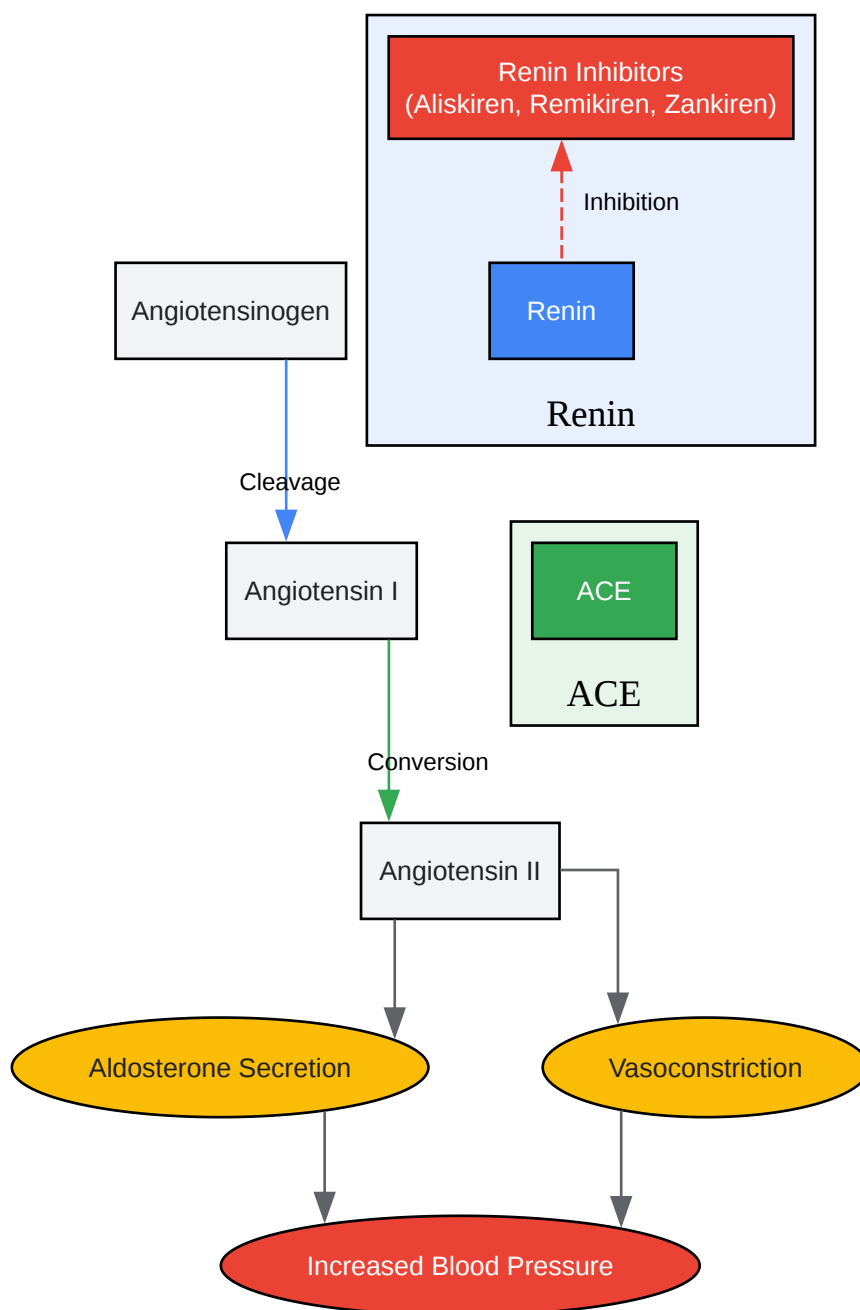 Renin Inhibitors
(Aliskiren, Remikiren, Zankiren)
Inhibition
Angiotensinogen
Renin
Renin
Cleavage
Angiotensin I
ACE
ACE
Conversion
Angiotensin II
Aldosterone Secretion
Vasoconstriction
Increased Blood Pressure